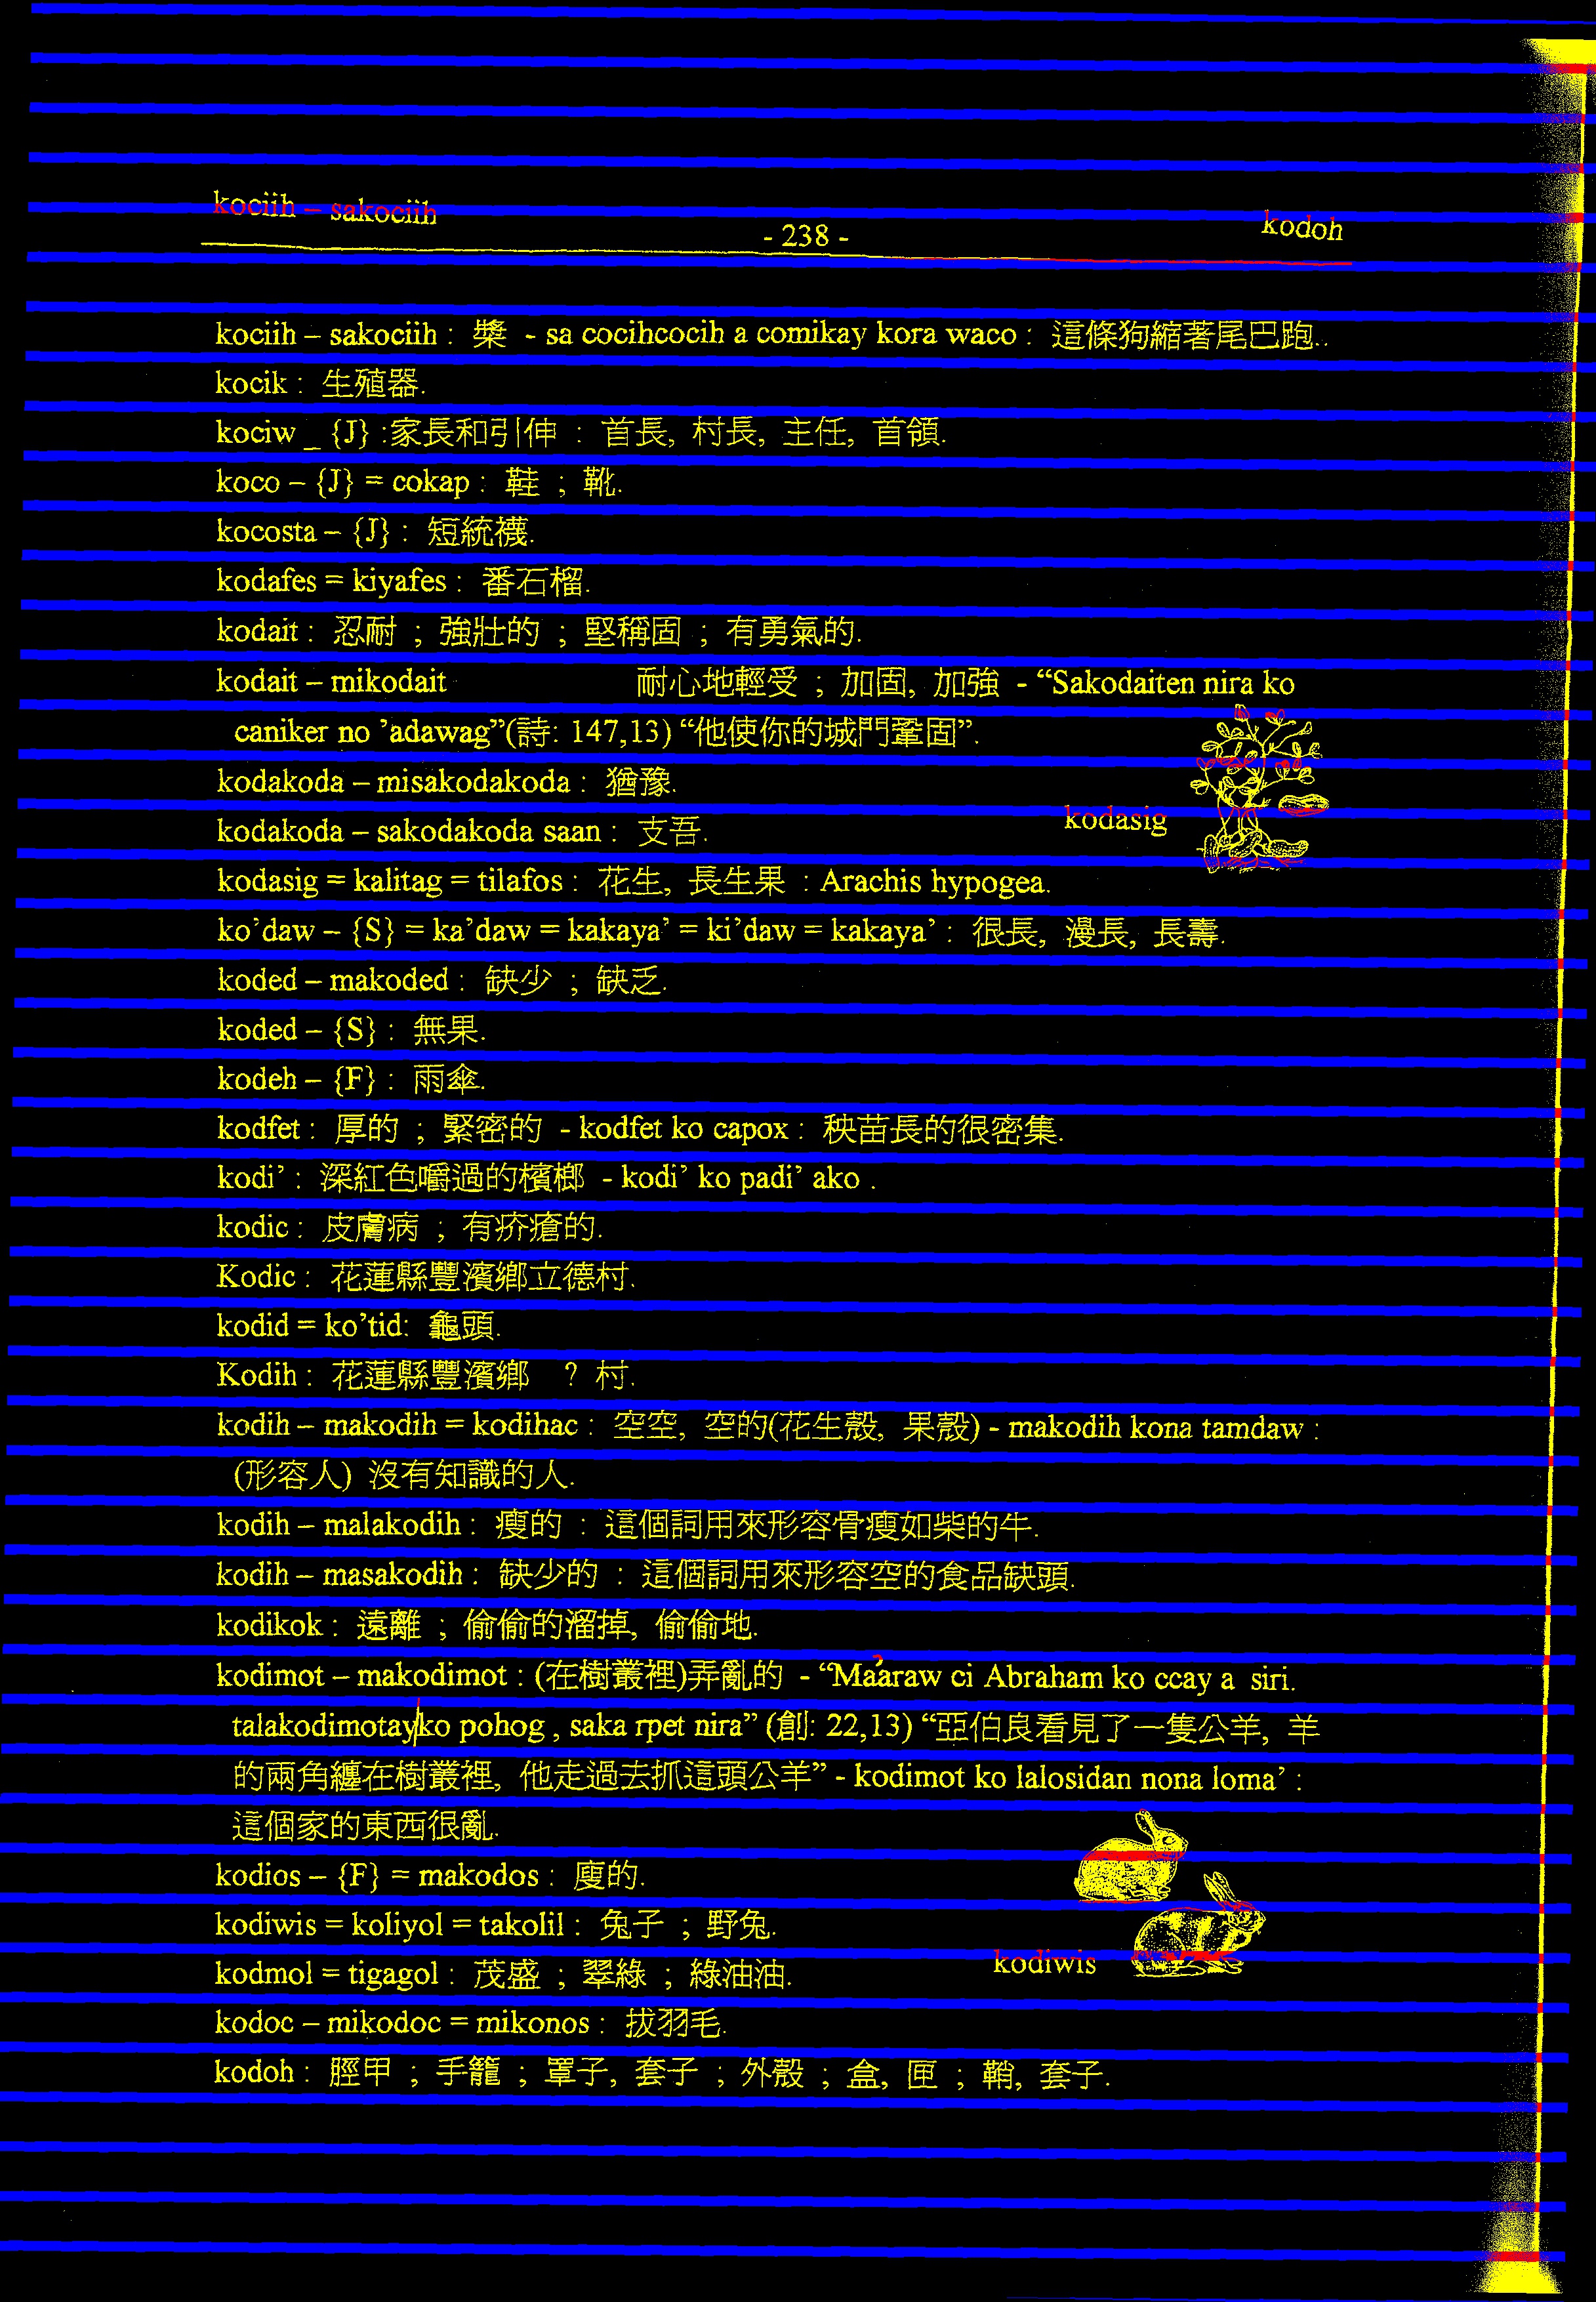 kociih – sakociih
- 238 -
kodoh
kociih – sakociih : 槳 - sa cocihcocih a comikay kora waco : 這條狗縮著尾巴跑..
kocik : 生殖器.
kociw _ {J} :家長和引伸 : 首長, 村長, 主任, 首領.
koco – {J} = cokap : 鞋 ; 靴.
kocosta – {J} : 短統襪.
kodafes = kiyafes : 番石榴.
kodait : 忍耐 ; 強壯的 ; 堅稱固 ; 有勇氣的.
kodait – mikodait 耐心地輕受 ; 加固, 加強 - “Sakodaiten nira ko
caniker no ’adawag”(詩: 147,13) “他使你的城門鞏固”.
kodakoda – misakodakoda : 猶豫.
kodakoda – sakodakoda saan : 支吾.
kodasig
kodasig = kalitag = tilafos : 花生, 長生果 : Arachis hypogea.
ko’daw – {S} = ka’daw = kakaya’ = ki’daw = kakaya’ : 很長, 漫長, 長壽.
koded – makoded : 缺少 ; 缺乏.
koded – {S} : 無果.
kodeh – {F} : 雨傘.
kodfet : 厚的 ; 緊密的 - kodfet ko capox : 秧苗長的很密集.
kodi’ : 深紅色嚼過的檳榔 - kodi’ ko padi’ ako .
kodic : 皮膚病 ; 有疥瘡的.
Kodic : 花蓮縣豐濱鄉立德村.
kodid = ko’tid: 龜頭.
Kodih : 花蓮縣豐濱鄉 ? 村.
kodih – makodih = kodihac : 空空, 空的(花生殼, 果殼) - makodih kona tamdaw :
(形容人) 沒有知識的人.
kodih – malakodih : 瘦的 : 這個詞用來形容骨瘦如柴的牛.
kodih – masakodih : 缺少的 : 這個詞用來形容空的食品缺頭.
kodikok : 遠離 ; 偷偷的溜掉, 偷偷地.
kodimot – makodimot : (在樹叢裡)弄亂的 - “Ma’araw ci Abraham ko ccay a siri.
talakodimotay/ko pohog , saka rpet nira” (創: 22,13) “亞伯良看見了一隻公羊, 羊
的兩角纏在樹叢裡, 他走過去抓這頭公羊” - kodimot ko lalosidan nona loma’ :
這個家的東西很亂.
kodios – {F} = makodos : 廋的.
kodiwis = koliyol = takolil : 兔子 ; 野兔.
kodiwis
kodmol = tigagol : 茂盛 ; 翠綠 ; 綠油油.
kodoc – mikodoc = mikonos : 拔羽毛.
kodoh : 脛甲 ; 手籠 ; 罩子, 套子 ; 外殼 ; 盒, 匣 ; 鞘, 套子.